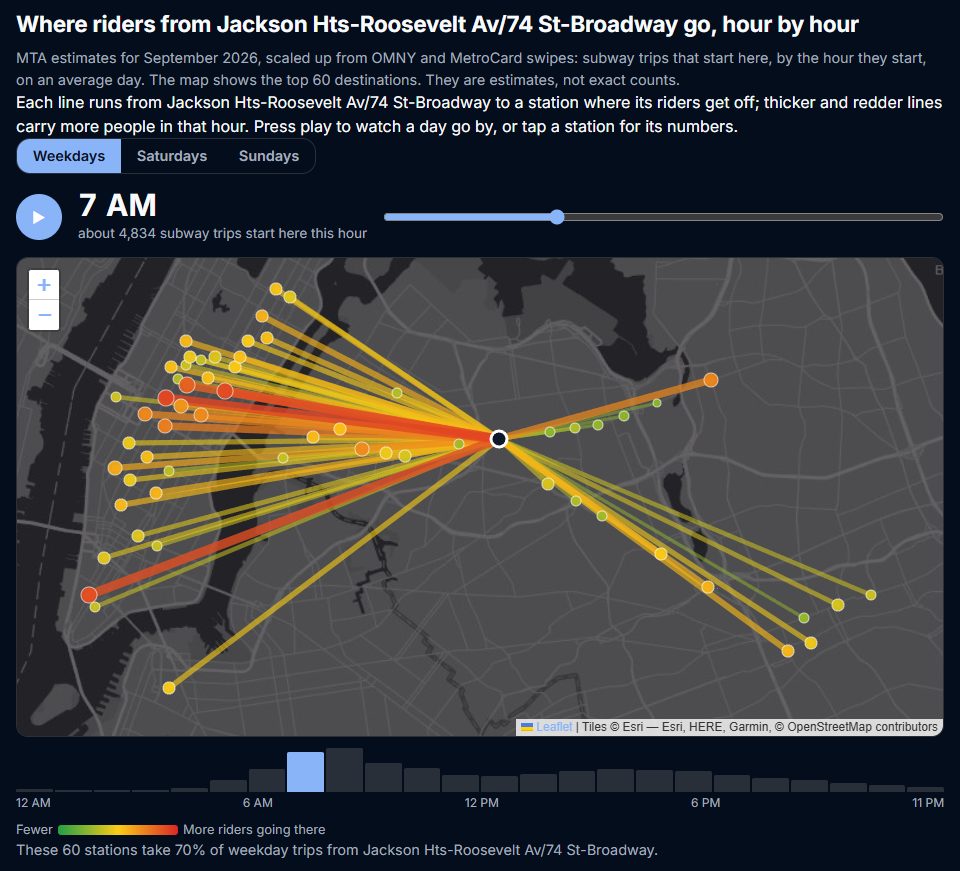 Where riders from Jackson Hts-Roosevelt Av/74 St-Broadway go, hour by hour
MTA estimates for September 2026, scaled up from OMNY and MetroCard swipes: subway trips that start here, by the hour they start,
on an average day. The map shows the top 60 destinations. They are estimates, not exact counts.
Each line runs from Jackson Hts-Roosevelt Av/74 St-Broadway to a station where its riders get off; thicker and redder lines
carry more people in that hour. Press play to watch a day go by, or tap a station for its numbers.
Weekdays Saturdays Sundays
7 AM
about 4,834 subway trips start here this hour
+
−
Leaflet | Tiles © Esri — Esri, HERE, Garmin, © OpenStreetMap contributors
12 AM 6 AM 12 PM 6 PM 11 PM
Fewer More riders going there
These 60 stations take 70% of weekday trips from Jackson Hts-Roosevelt Av/74 St-Broadway.